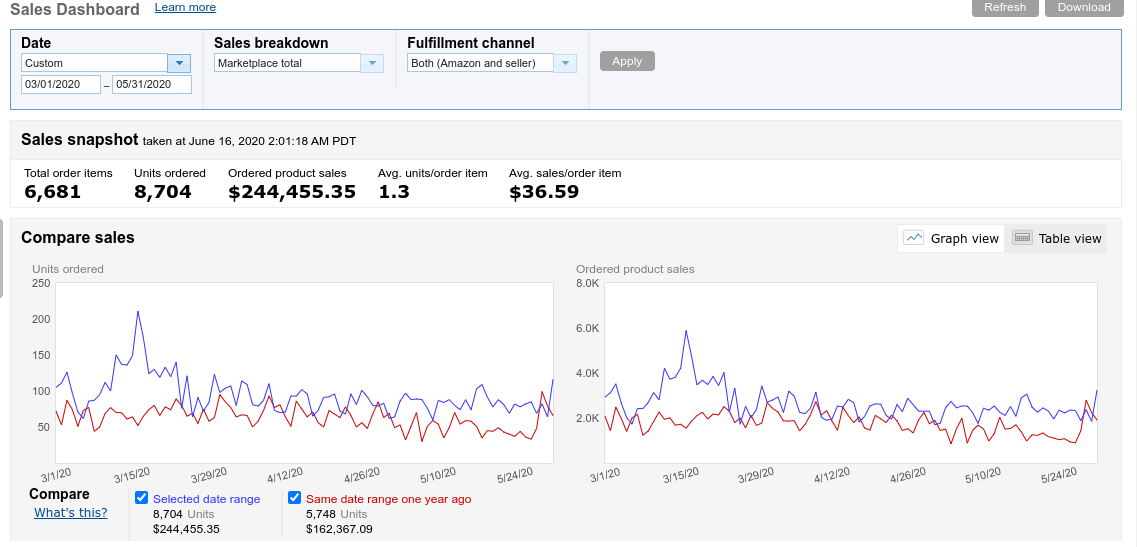 Sales Dashboard Learn more Refresh Download
Date Sales breakdown Fulfillment channel
Custom Marketplace total Both (Amazon and seller) Apply
03/01/2020 – 05/31/2020
Sales snapshot taken at June 16, 2020 2:01:18 AM PDT
Total order items Units ordered Ordered product sales Avg. units/order item Avg. sales/order item
6,681 8,704 $244,455.35 1.3 $36.59
Compare sales Graph view Table view
Units ordered Ordered product sales
250 8.0K
200 6.0K
150 4.0K
100 2.0K
50
3/1/20 3/15/20 3/29/20 4/12/20 4/26/20 5/10/20 5/24/20 3/1/20 3/15/20 3/29/20 4/12/20 4/26/20 5/10/20 5/24/20
Compare Selected date range Same date range one year ago
What's this? 8,704 Units 5,748 Units
$244,455.35 $162,367.09